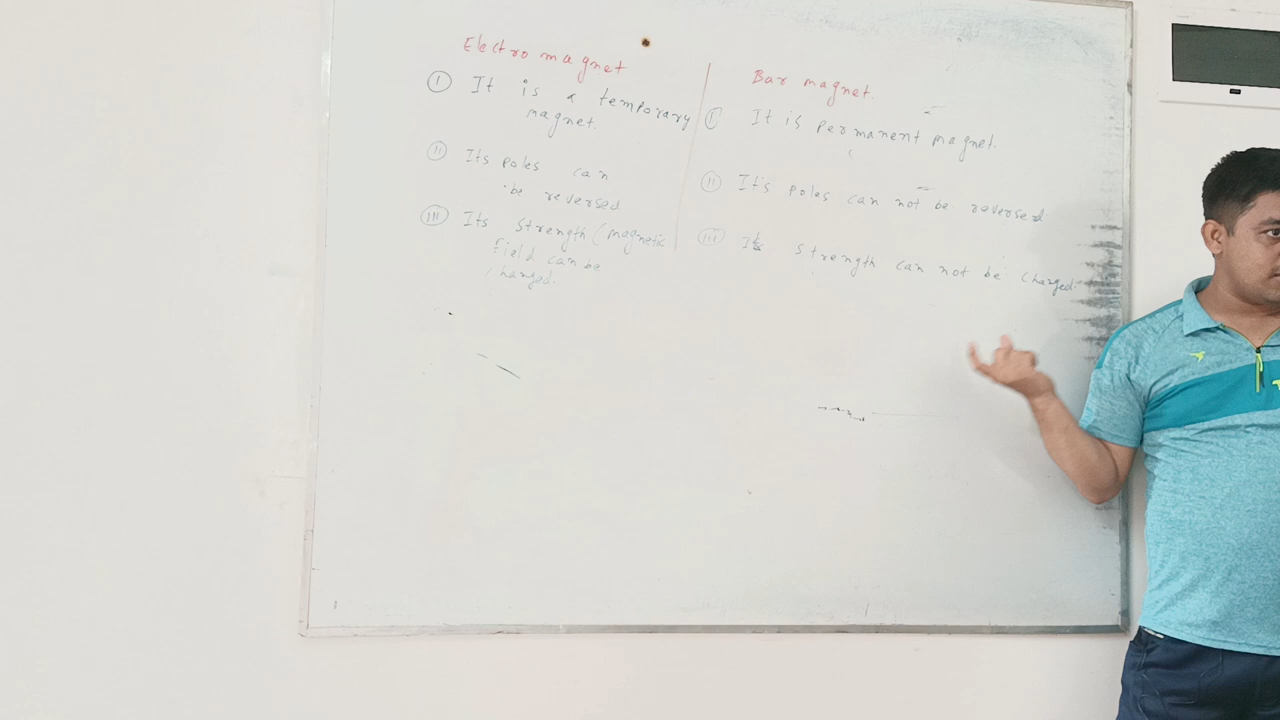 Electro magnet
(I) It is a temporary
magnet.
(II) Its poles can
be reversed
(III) Its strength (magnetic
field can be
changed.
Bar magnet.
(I) It is permanent magnet.
(II) It's poles can not be reversed
(III) Its strength can not be changed.